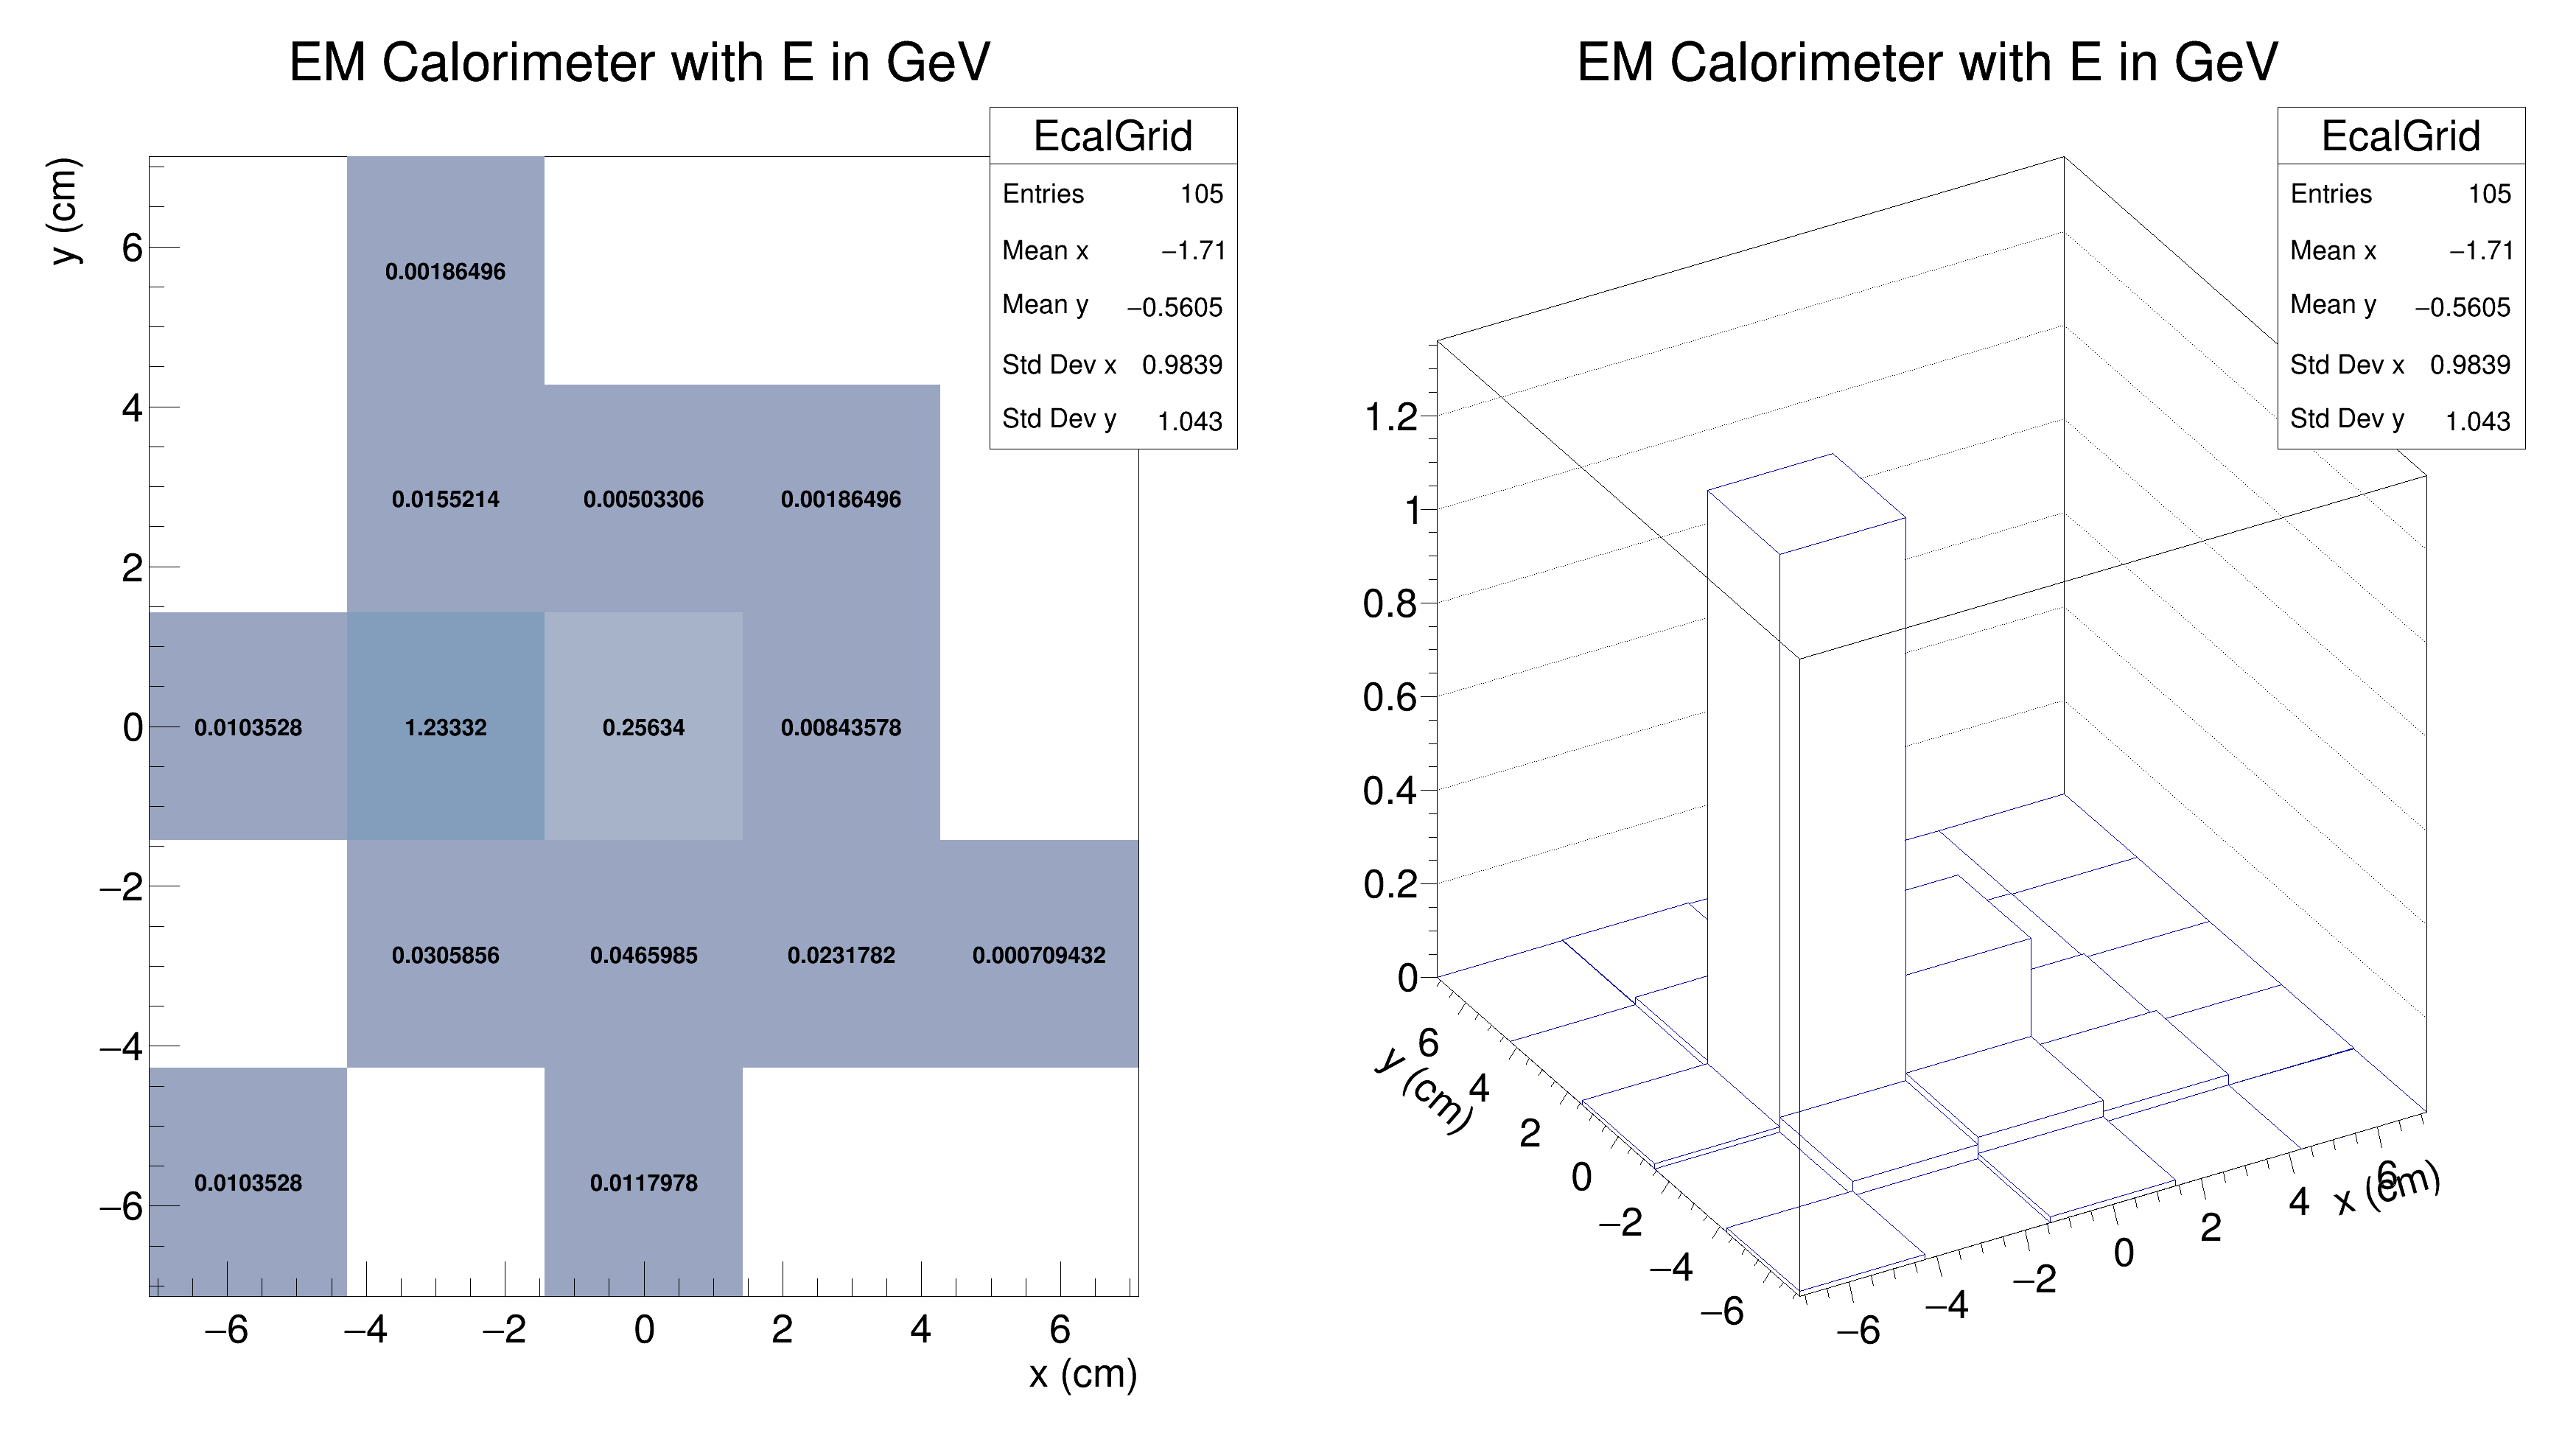 EM Calorimeter with E in GeV
EcalGrid
Entries 105
Mean x −1.71
Mean y −0.5605
Std Dev x 0.9839
Std Dev y 1.043
y (cm)
6
4
2
0
−2
−4
−6
0.00186496
0.0155214 0.00503306 0.00186496
0.0103528 1.23332 0.25634 0.00843578
0.0305856 0.0465985 0.0231782 0.000709432
0.0103528 0.0117978
−6 −4 −2 0 2 4 6
x (cm)
EM Calorimeter with E in GeV
EcalGrid
Entries 105
Mean x −1.71
Mean y −0.5605
Std Dev x 0.9839
Std Dev y 1.043
1.2
1
0.8
0.6
0.4
0.2
0
y (cm)
6
4
2
0
−2
−4
−6
−6
−4
−2
0
2
4
6
x (cm)